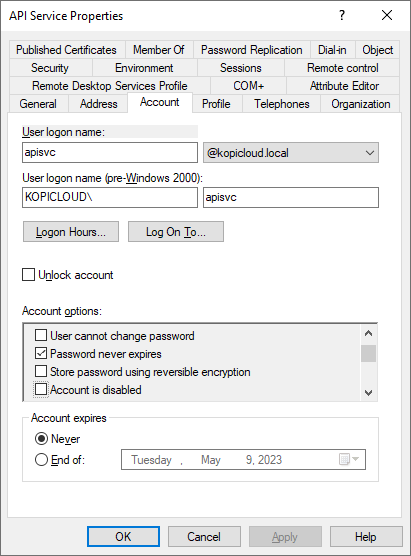 API Service Properties ? ×
Published Certificates Member Of Password Replication Dial-in Object
Security Environment Sessions Remote control
Remote Desktop Services Profile COM+ Attribute Editor
General Address Account Profile Telephones Organization
User logon name:
apisvc @kopicloud.local
User logon name (pre-Windows 2000):
KOPICLOUD\ apisvc
Logon Hours... Log On To...
Unlock account
Account options:
User cannot change password
Password never expires
Store password using reversible encryption
Account is disabled
Account expires
Never
End of: Tuesday , May 9, 2023
OK Cancel Apply Help